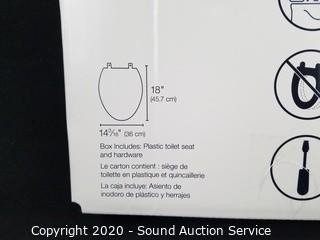 18"
(45.7 cm)
14 3/16" (36 cm)
Box Includes: Plastic toilet seat
and hardware
Le carton contient : siège de
toilette en plastique et quincaillerie
La caja incluye: Asiento de
inodoro de plástico y herrajes
Copyright 2020 - Sound Auction Service